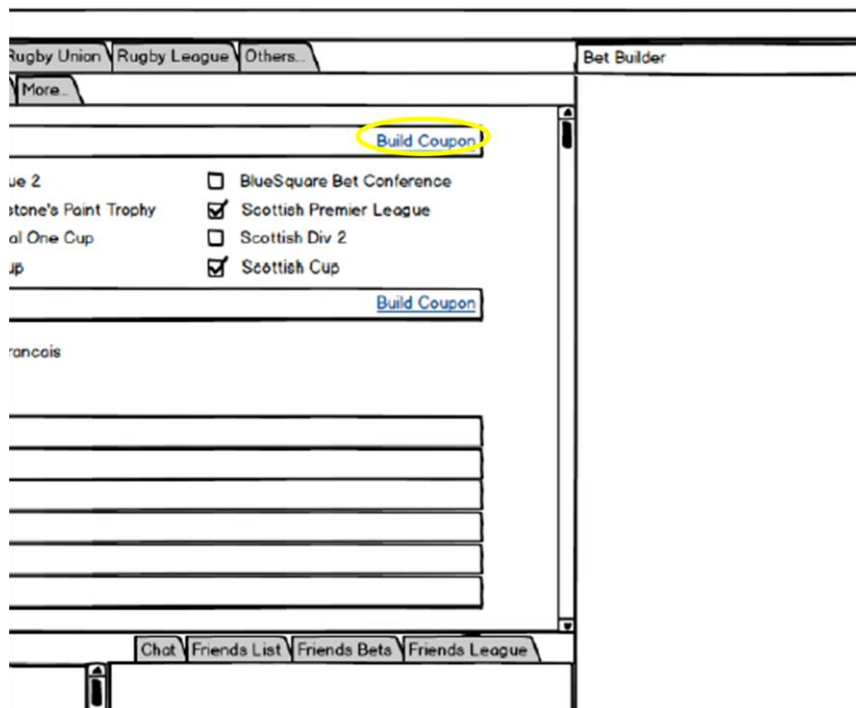 Rugby Union Rugby League Others... Bet Builder
More...
Build Coupon
ue 2 BlueSquare Bet Conference
stone's Paint Trophy Scottish Premier League
al One Cup Scottish Div 2
up Scottish Cup
Build Coupon
rancais
Chat Friends List Friends Bets Friends League